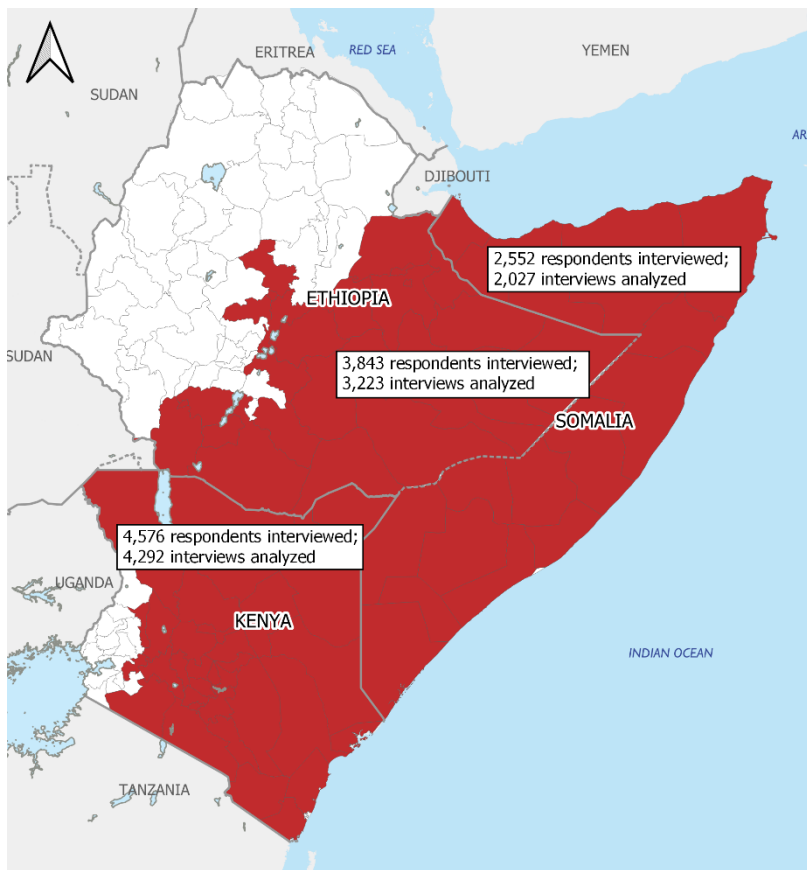 ERITREA
RED SEA
YEMEN
SUDAN
AR
DJIBOUTI
2,552 respondents interviewed;
2,027 interviews analyzed
ETHIOPIA
SUDAN
3,843 respondents interviewed;
3,223 interviews analyzed
SOMALIA
4,576 respondents interviewed;
4,292 interviews analyzed
UGANDA
KENYA
INDIAN OCEAN
TANZANIA